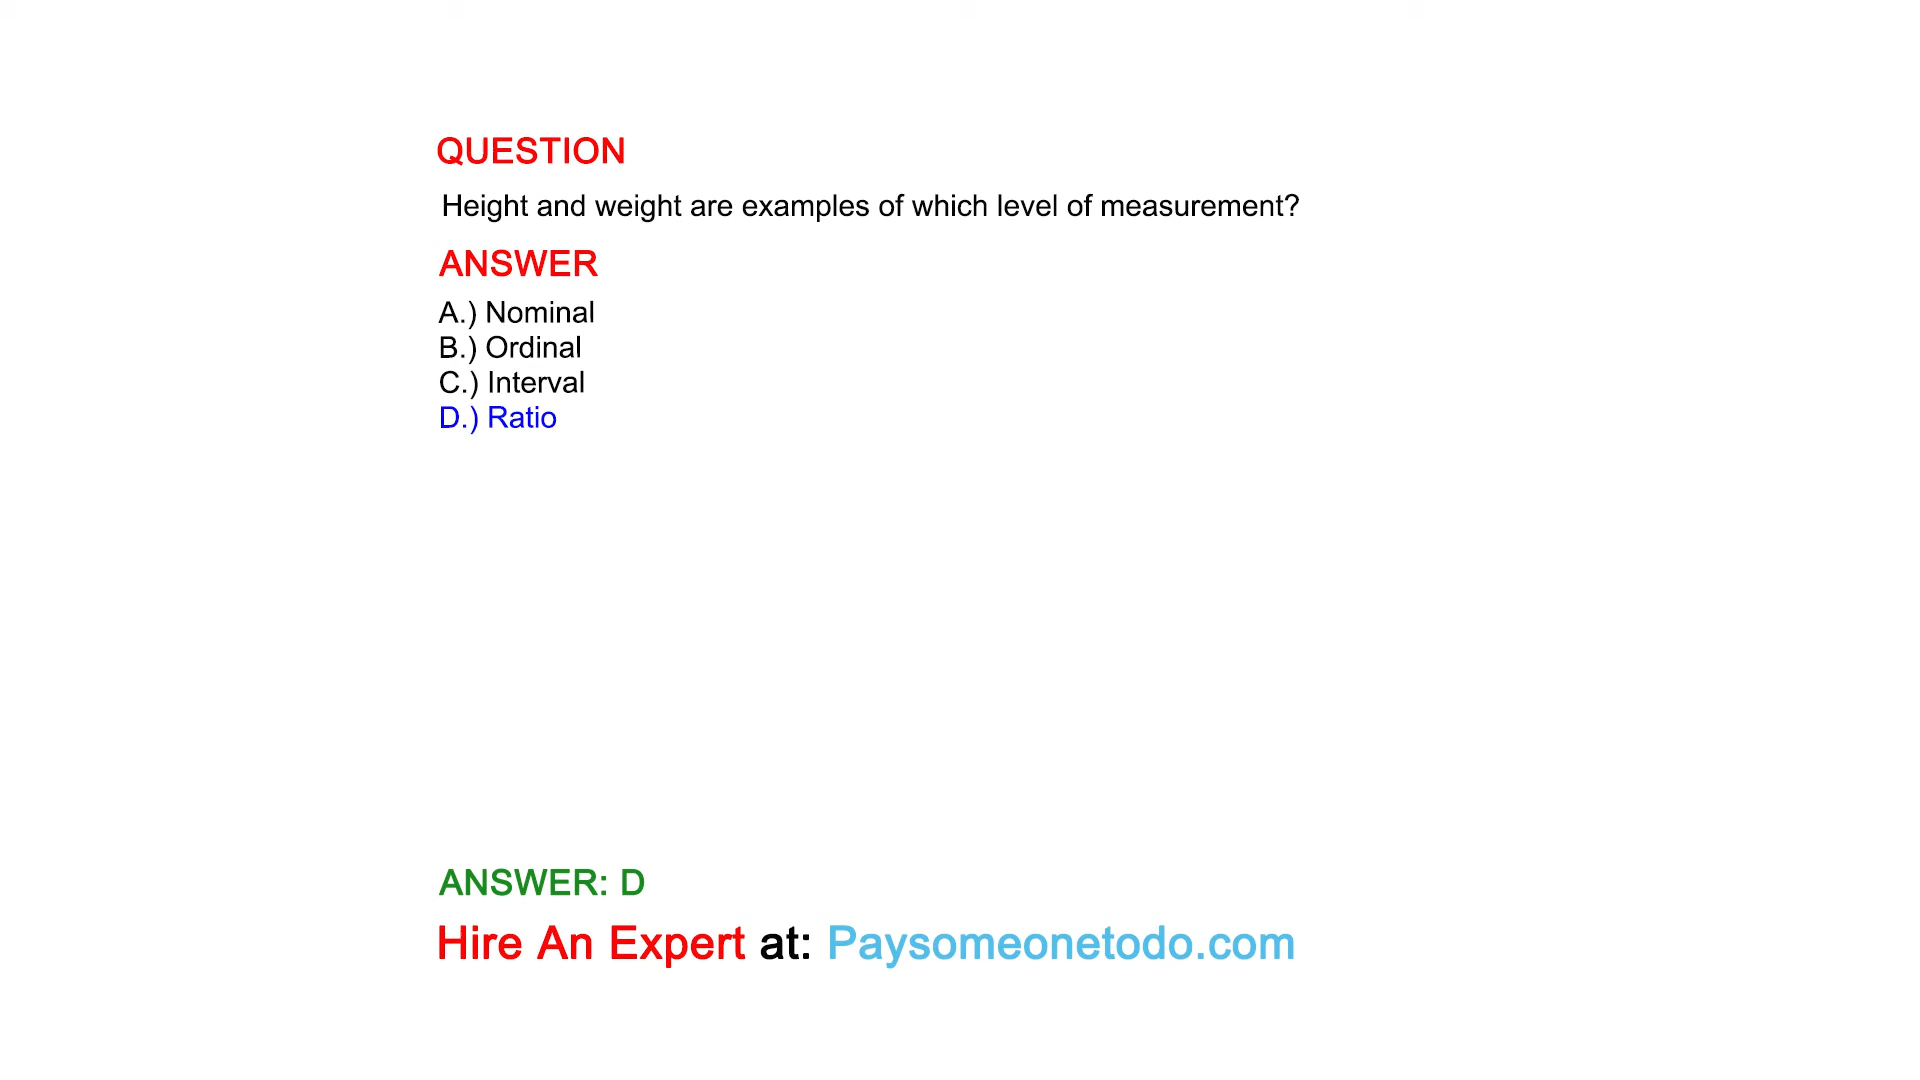 QUESTION
Height and weight are examples of which level of measurement?
ANSWER
A.) Nominal
B.) Ordinal
C.) Interval
D.) Ratio
ANSWER: D
Hire An Expert at: Paysomeonetodo.com